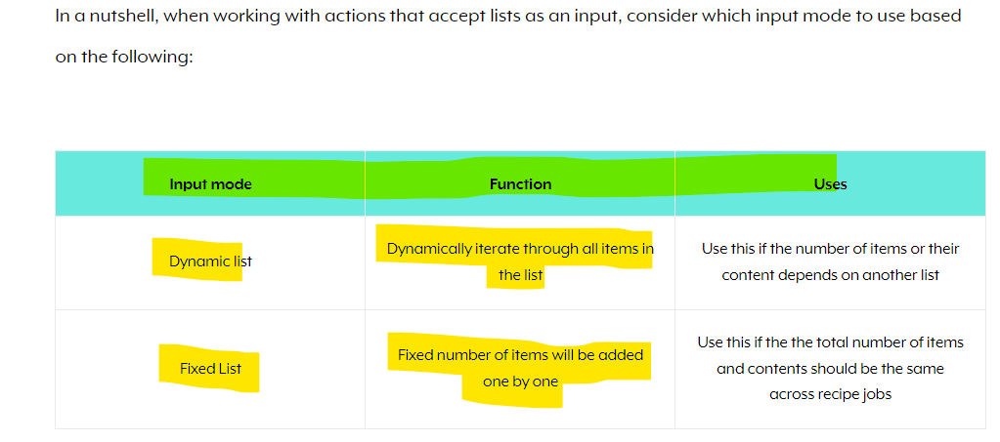 In a nutshell, when working with actions that accept lists as an input, consider which input mode to use based
on the following:
Input mode
Function
Uses
Dynamic list
Dynamically iterate through all items in
the list
Use this if the number of items or their
content depends on another list
Fixed List
Fixed number of items will be added
one by one
Use this if the the total number of items
and contents should be the same
across recipe jobs